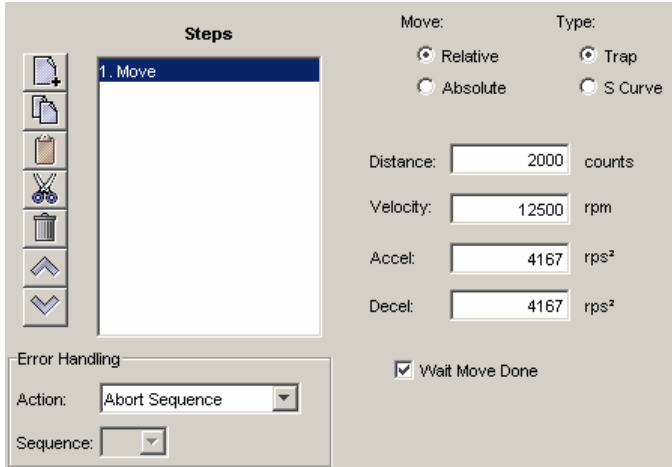 Steps
1. Move
Move:
Type:
Relative
Trap
Absolute
S Curve
Distance: 2000 counts
Velocity: 12500 rpm
Accel: 4167 rps²
Decel: 4167 rps²
Wait Move Done
Error Handling
Action: Abort Sequence
Sequence: